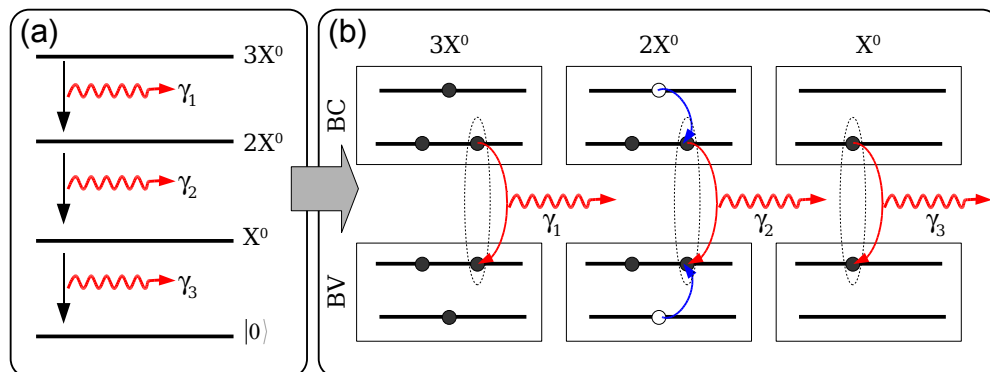 (a)
3X⁰
γ₁
2X⁰
γ₂
X⁰
γ₃
|0⟩
(b)
3X⁰ 2X⁰ X⁰
BC
γ₁ γ₂ γ₃
BV